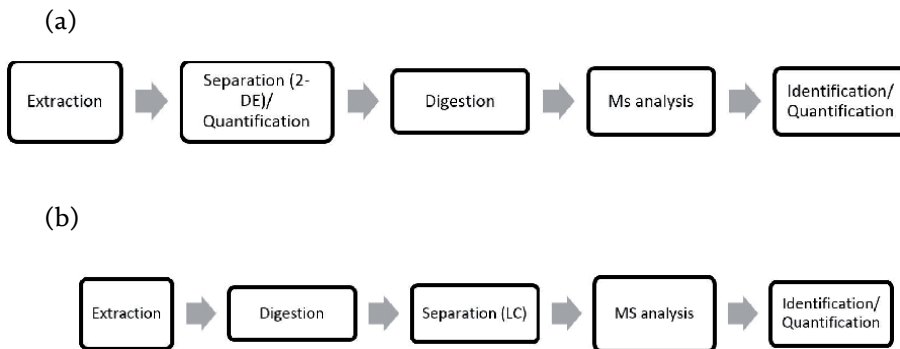 (a)
Extraction
Separation (2-
DE)/
Quantification
Digestion
Ms analysis
Identification/
Quantification
(b)
Extraction
Digestion
Separation (LC)
MS analysis
Identification/
Quantification